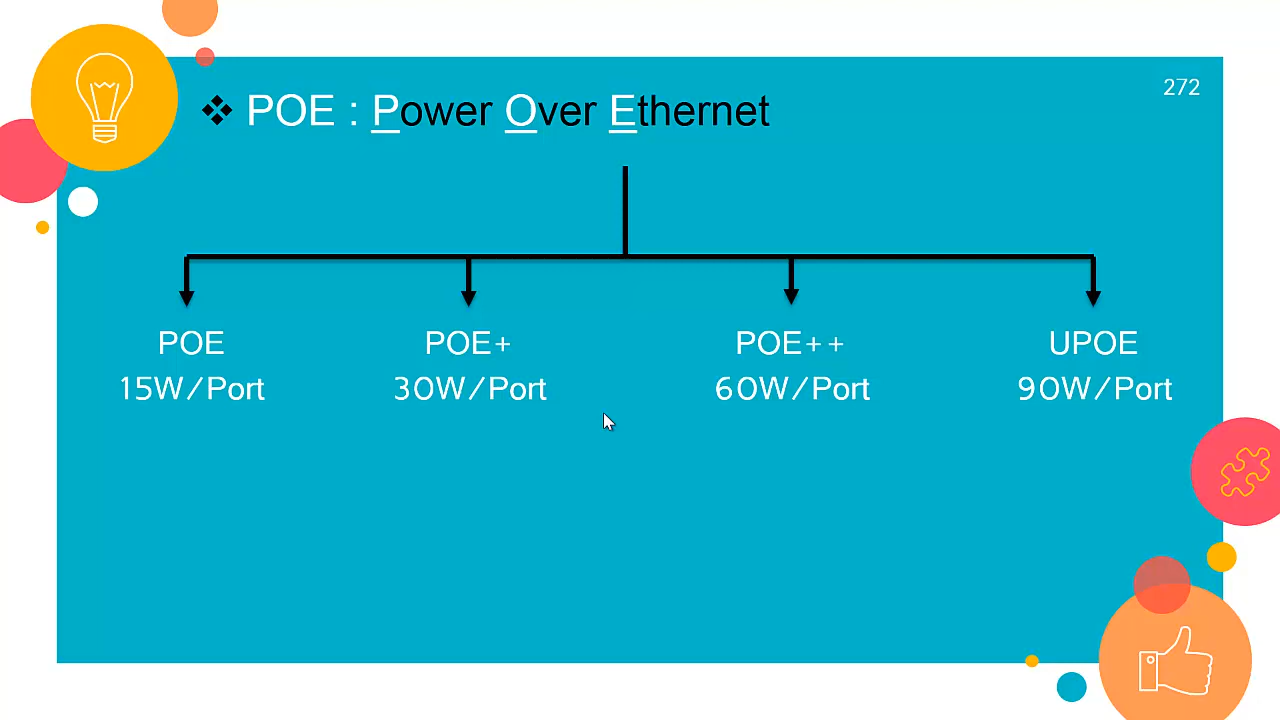 272
❖ POE : Power Over Ethernet
POE
15W/Port
POE+
30W/Port
POE++
60W/Port
UPOE
90W/Port